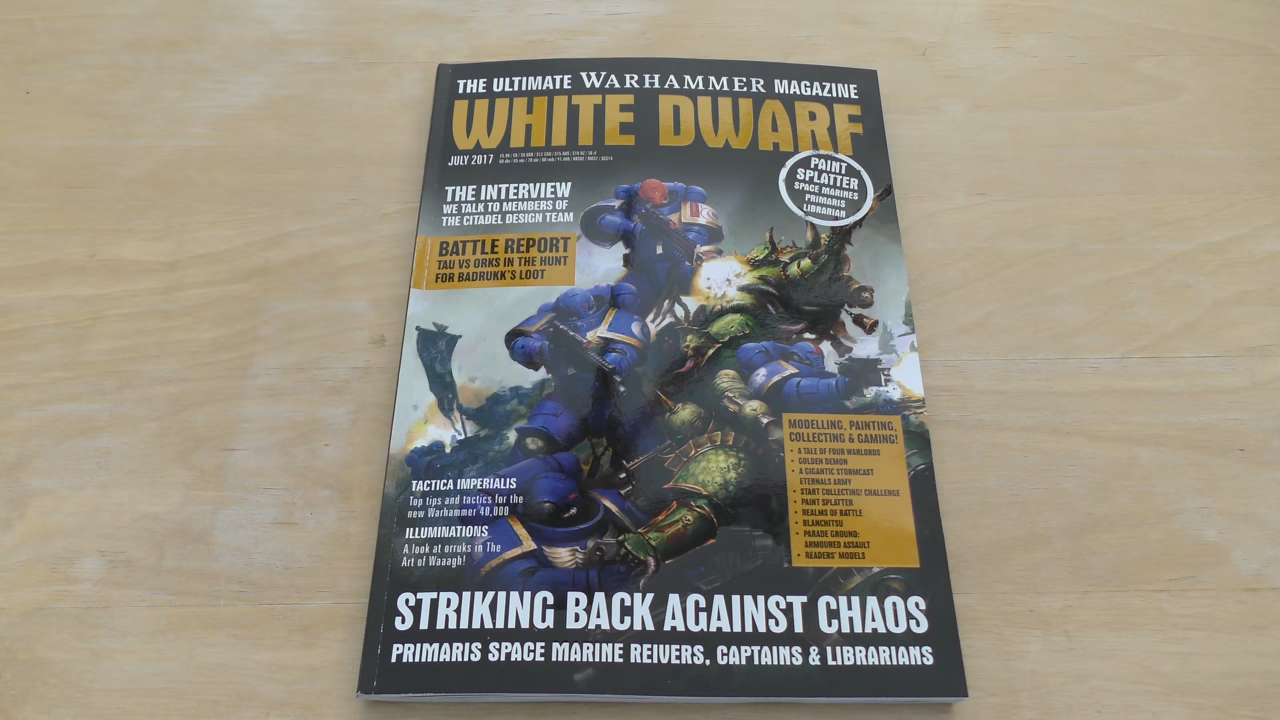 THE ULTIMATE WARHAMMER MAGAZINE
WHITE DWARF
JULY 2017
PAINT
SPLATTER
SPACE MARINES
PRIMARIS
LIBRARIAN
THE INTERVIEW
WE TALK TO MEMBERS OF
THE CITADEL DESIGN TEAM
BATTLE REPORT
TAU VS ORKS IN THE HUNT
FOR BADRUKK'S LOOT
MODELLING, PAINTING,
COLLECTING & GAMING!
• A TALE OF FOUR WARLORDS
• GOLDEN DEMON
• A GIGANTIC STORMCAST
ETERNALS ARMY
• START COLLECTING! CHALLENGE
• PAINT SPLATTER
• REALMS OF BATTLE
• BLANCHITSU
• PARADE GROUND:
ARMOURED ASSAULT
• READERS' MODELS
TACTICA IMPERIALIS
Top tips and tactics for the
new Warhammer 40,000
ILLUMINATIONS
A look at orruks in The
Art of Waaagh!
STRIKING BACK AGAINST CHAOS
PRIMARIS SPACE MARINE REIVERS, CAPTAINS & LIBRARIANS